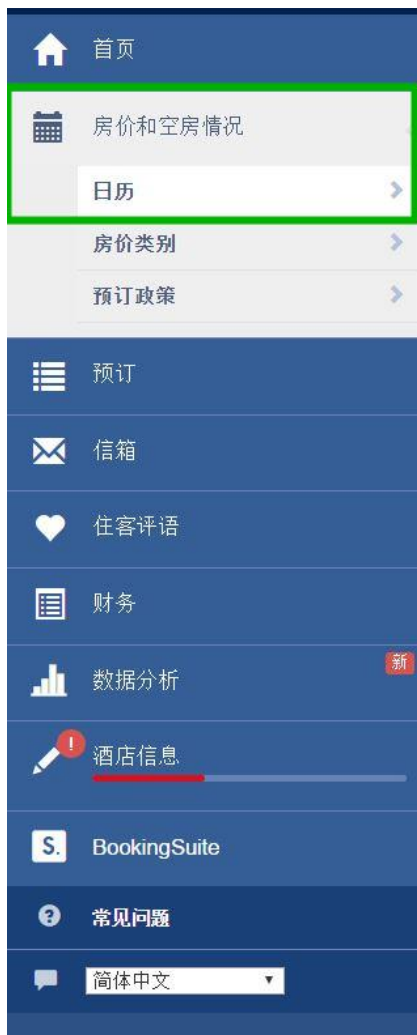 首页
房价和空房情况
日历
房价类别
预订政策
预订
信箱
住客评语
财务
数据分析
新
!
酒店信息
S.
BookingSuite
?
常见问题
简体中文